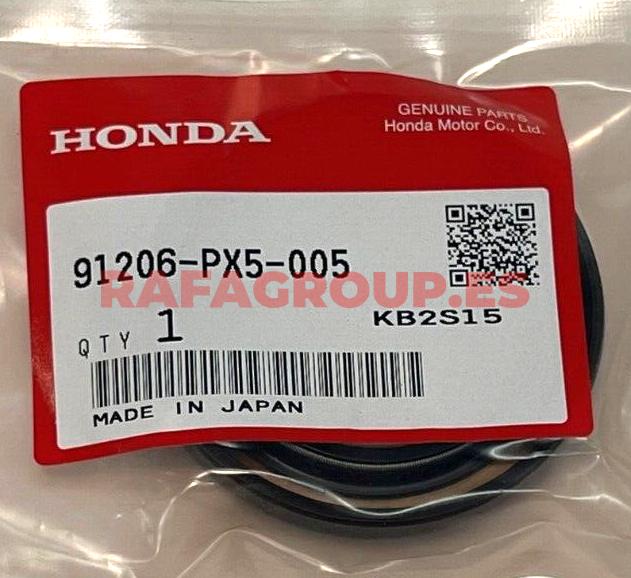 HONDA
GENUINE PARTS
Honda Motor Co., Ltd.
91206-PX5-005
RAFAGROUP.ES
QTY 1
KB2S15
MADE IN JAPAN